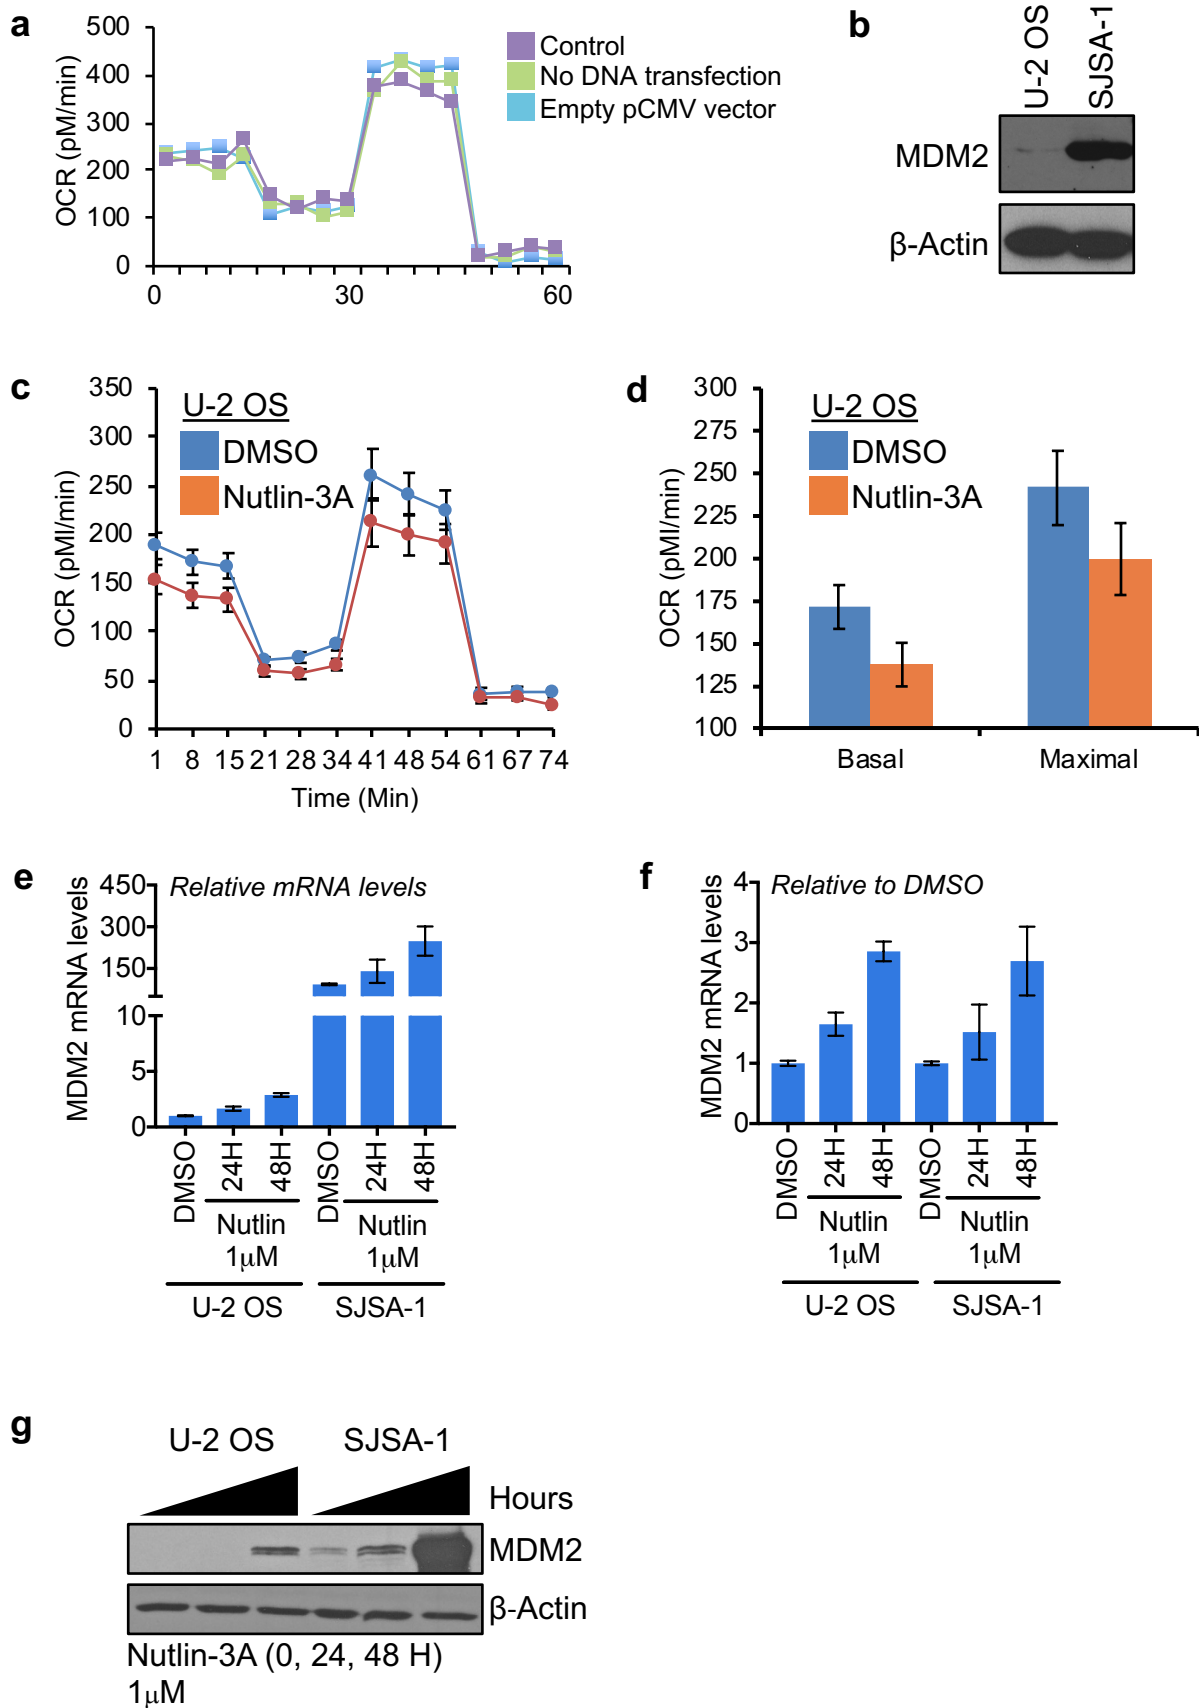 a
500
400
300
200
100
0
OCR (pM/min)
0
30
60
Control
No DNA transfection
Empty pCMV vector
b
U-2 OS
SJSA-1
MDM2
β-Actin
c
350
300
250
200
150
100
50
0
OCR (pMl/min)
U-2 OS
DMSO
Nutlin-3A
1 8 15 21 28 34 41 48 54 61 67 74
Time (Min)
d
300
275
250
225
200
175
150
125
100
OCR (pMl/min)
U-2 OS
DMSO
Nutlin-3A
Basal
Maximal
e
Relative mRNA levels
MDM2 mRNA levels
450
300
150
10
5
0
DMSO
24H
48H
DMSO
24H
48H
Nutlin
1μM
Nutlin
1μM
U-2 OS
SJSA-1
f
Relative to DMSO
MDM2 mRNA levels
4
3
2
1
0
DMSO
24H
48H
DMSO
24H
48H
Nutlin
1μM
Nutlin
1μM
U-2 OS
SJSA-1
g
U-2 OS
SJSA-1
Hours
MDM2
β-Actin
Nutlin-3A (0, 24, 48 H)
1μM